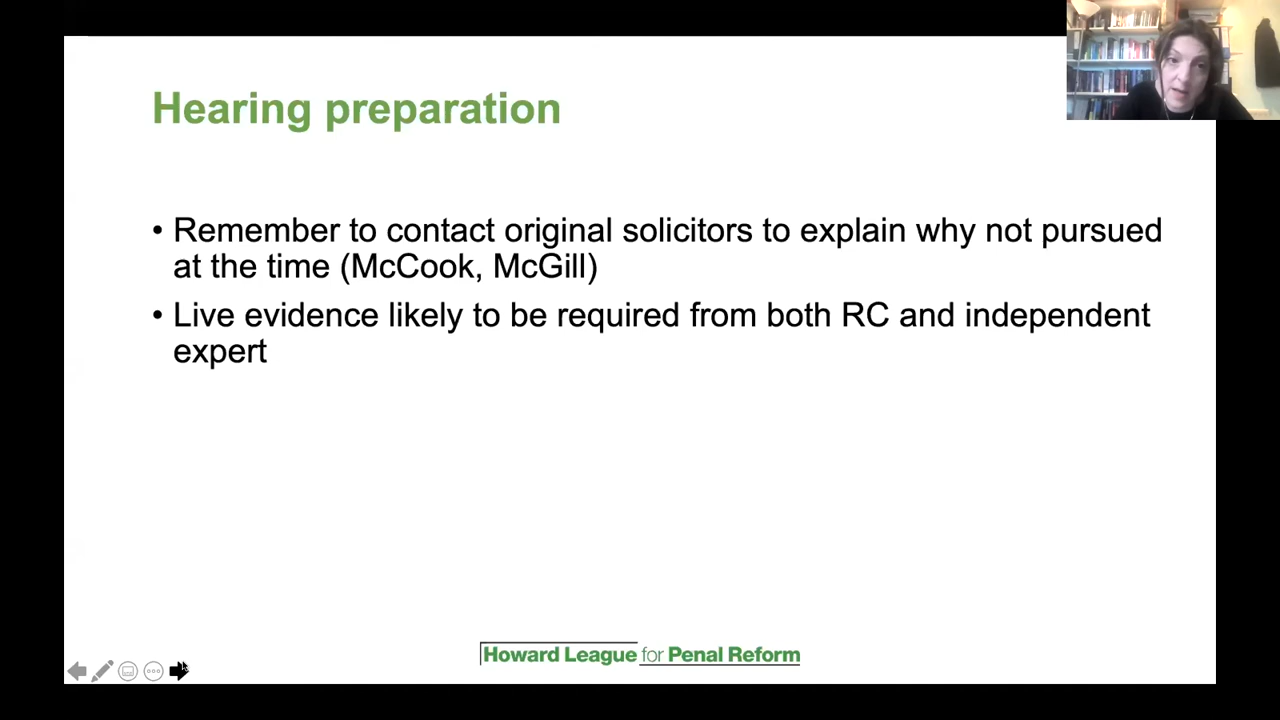 Hearing preparation
• Remember to contact original solicitors to explain why not pursued
at the time (McCook, McGill)
• Live evidence likely to be required from both RC and independent
expert
Howard League for Penal Reform